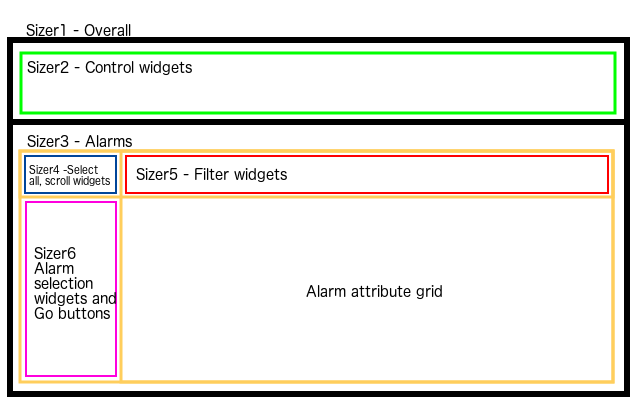 Sizer1 - Overall
Sizer2 - Control widgets
Sizer3 - Alarms
Sizer4 -Select
all, scroll widgets
Sizer5 - Filter widgets
Sizer6
Alarm
selection
widgets and
Go buttons
Alarm attribute grid